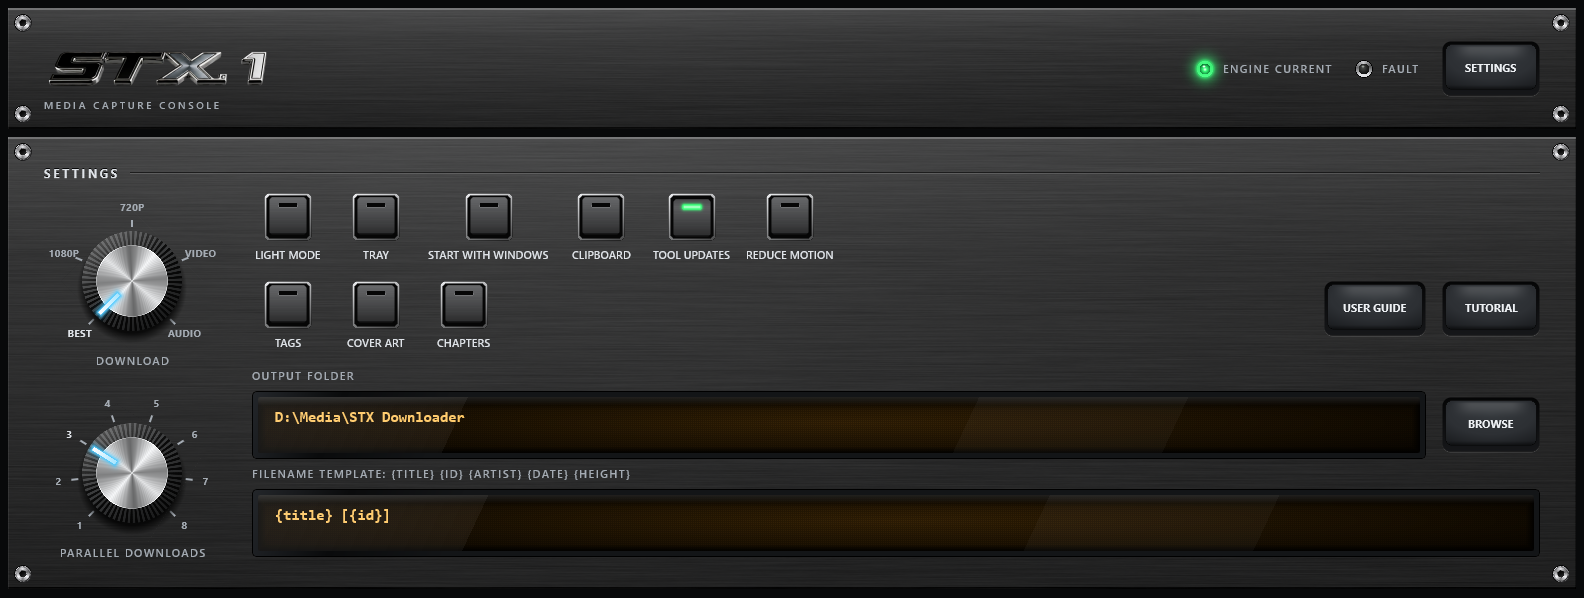 STX.1
MEDIA CAPTURE CONSOLE
ENGINE CURRENT
FAULT
SETTINGS
SETTINGS
720P
1080P
VIDEO
BEST
AUDIO
DOWNLOAD
LIGHT MODE
TRAY
START WITH WINDOWS
CLIPBOARD
TOOL UPDATES
REDUCE MOTION
TAGS
COVER ART
CHAPTERS
USER GUIDE
TUTORIAL
OUTPUT FOLDER
D:\Media\STX Downloader
BROWSE
FILENAME TEMPLATE: {TITLE} {ID} {ARTIST} {DATE} {HEIGHT}
{title} [{id}]
4
5
3
6
2
7
1
8
PARALLEL DOWNLOADS